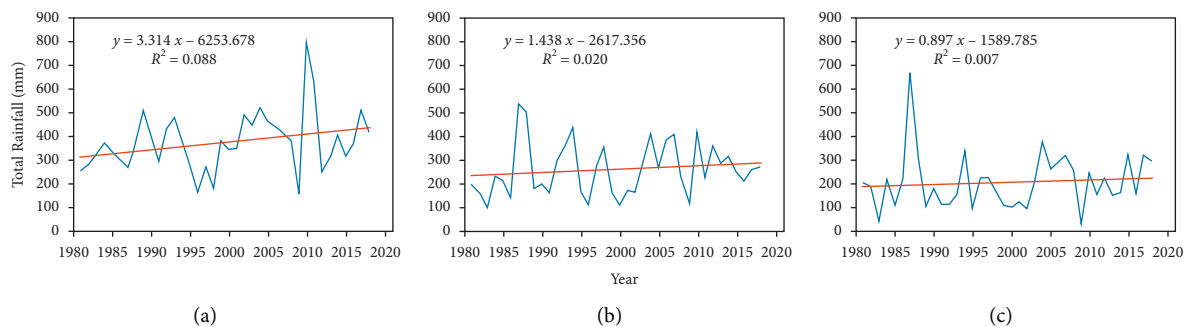 Total Rainfall (mm)
y = 3.314 x – 6253.678
R² = 0.088
900
800
700
600
500
400
300
200
100
0
1980 1985 1990 1995 2000 2005 2010 2015 2020
(a)
y = 1.438 x – 2617.356
R² = 0.020
900
800
700
600
500
400
300
200
100
0
1980 1985 1990 1995 2000 2005 2010 2015 2020
Year
(b)
y = 0.897 x – 1589.785
R² = 0.007
900
800
700
600
500
400
300
200
100
0
1980 1985 1990 1995 2000 2005 2010 2015 2020
(c)